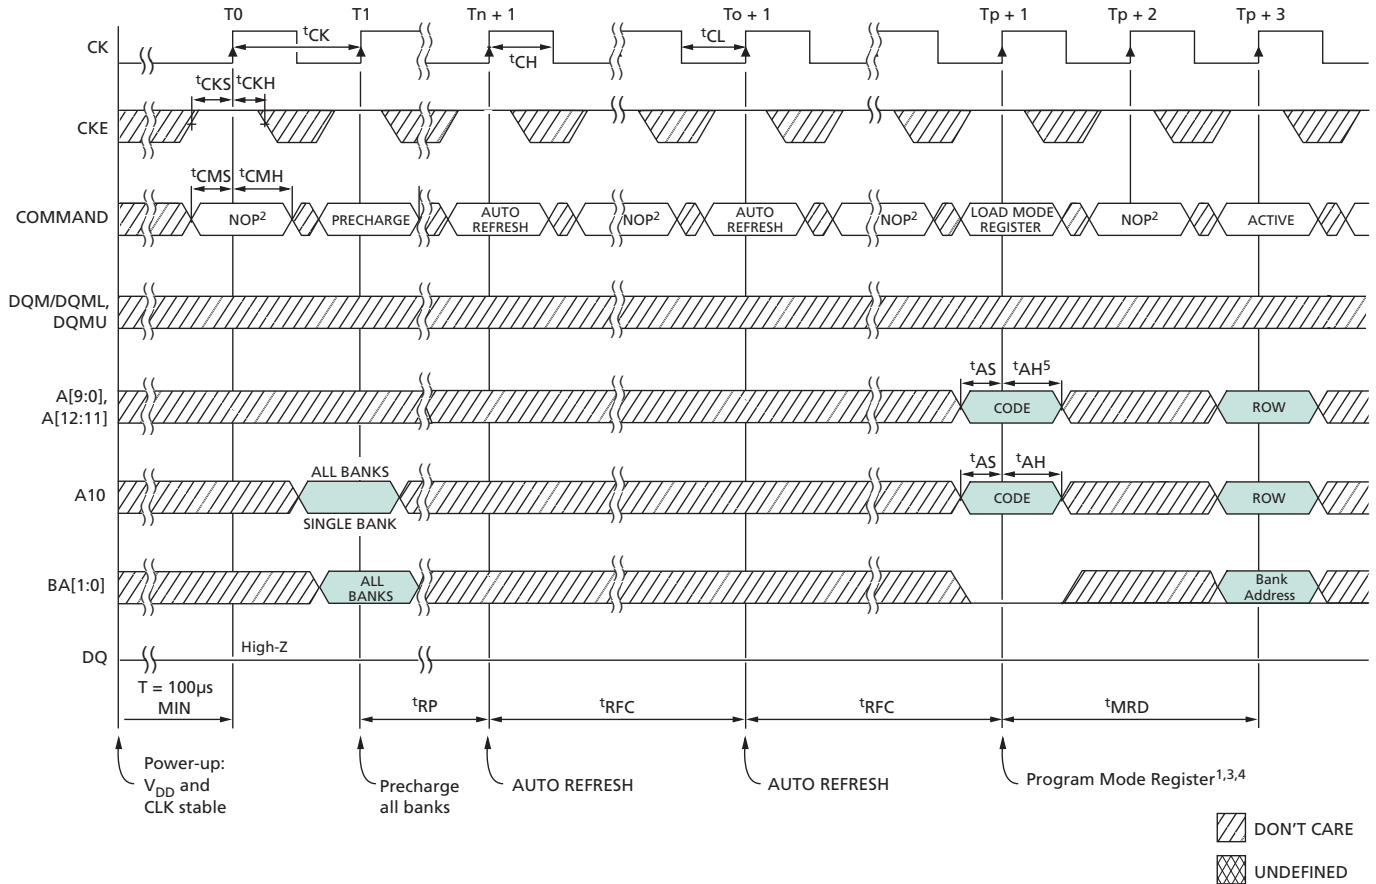 T0 T1 Tn + 1 To + 1 Tp + 1 Tp + 2 Tp + 3
CK tCK tCH tCL
tCKS tCKH
CKE
tCMS tCMH
COMMAND NOP2 PRECHARGE AUTO REFRESH NOP2 AUTO REFRESH NOP2 LOAD MODE REGISTER NOP2 ACTIVE
DQM/DQML,
DQMU
tAS tAH5
A[9:0],
A[12:11] CODE ROW
ALL BANKS tAS tAH
A10 CODE ROW
SINGLE BANK
BA[1:0] ALL BANKS Bank Address
DQ High-Z
T = 100µs
MIN tRP tRFC tRFC tMRD
Power-up:
VDD and
CLK stable
Precharge
all banks
AUTO REFRESH
AUTO REFRESH
Program Mode Register1,3,4
DON'T CARE
UNDEFINED